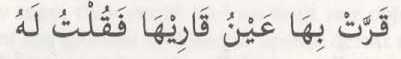 قَرَّتْ بِهَا عَيْنُ قَارِيْهَا فَقُلْتُ لَهُ